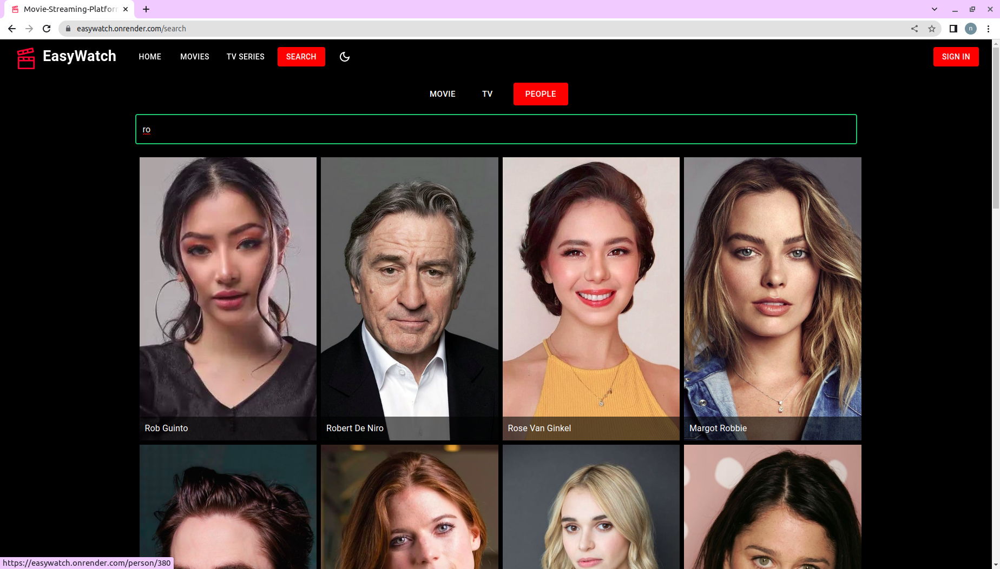 Movie-Streaming-Platfor
easywatch.onrender.com/search
n
EasyWatch
HOME
MOVIES
TV SERIES
SEARCH
SIGN IN
MOVIE
TV
PEOPLE
ro
Rob Guinto
Robert De Niro
Rose Van Ginkel
Margot Robbie
https://easywatch.onrender.com/person/380